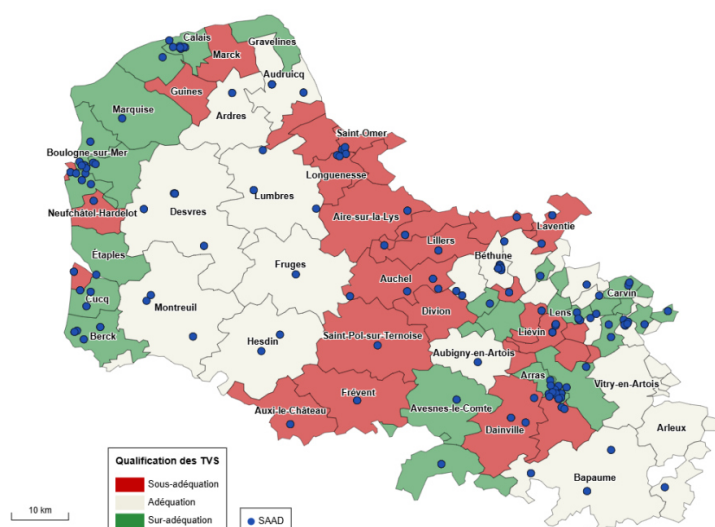 Calais
Gravelines
Marck
Audruicq
Guines
Marquise
Ardres
Saint-Omer
Boulogne-sur-Mer
Longuenesse
Lumbres
Neufchâtel-Hardelot
Desvres
Aire-sur-la-Lys
Laventie
Lillers
Étaples
Béthune
Fruges
Auchel
Cucq
Carvin
Montreuil
Divion
Lens
Liévin
Berck
Hesdin
Saint-Pol-sur-Ternoise
Aubigny-en-Artois
Arras
Vitry-en-Artois
Frévent
Auxi-le-Château
Avesnes-le-Comte
Dainville
Arleux
Bapaume
Qualification des TVS
Sous-adéquation
Adéquation
Sur-adéquation
10 km
SAAD